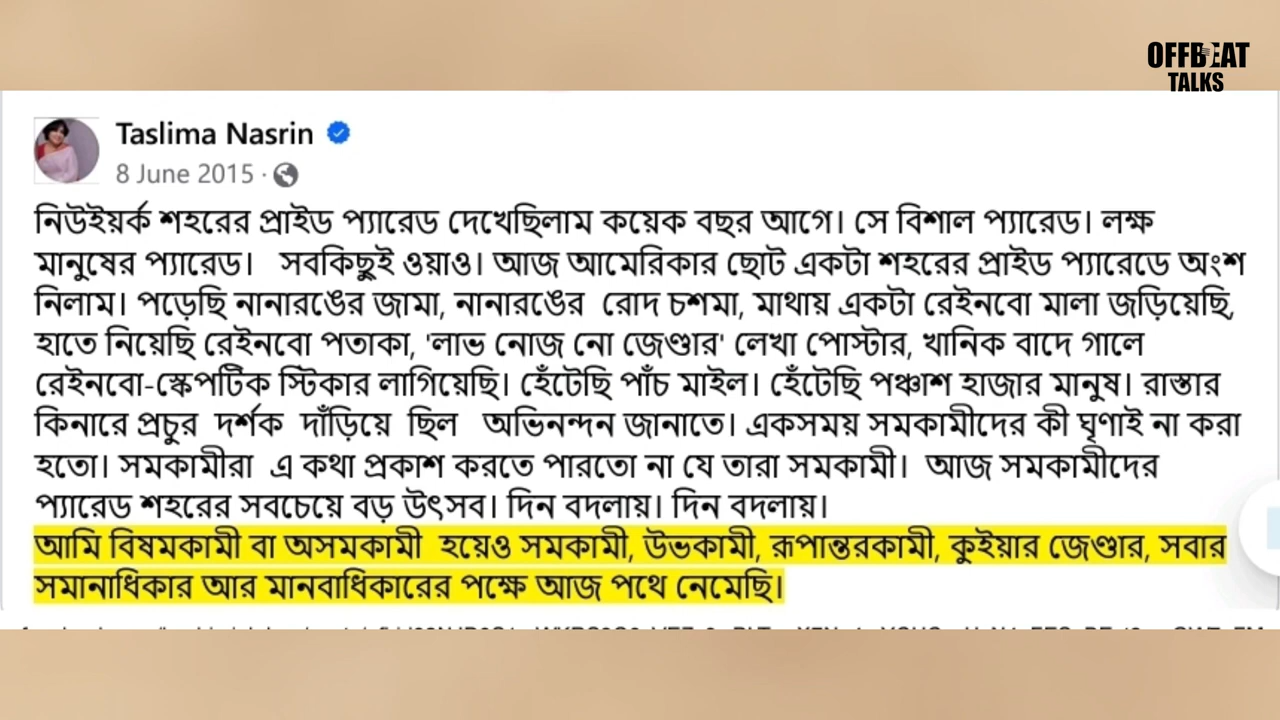 OFFBEAT
TALKS
Taslima Nasrin
8 June 2015 ·
নিউইয়র্ক শহরের প্রাইড প্যারেড দেখেছিলাম কয়েক বছর আগে। সে বিশাল প্যারেড। লক্ষ
মানুষের প্যারেড। সবকিছুই ওয়াও। আজ আমেরিকার ছোট একটা শহরের প্রাইড প্যারেডে অংশ
নিলাম। পড়েছি নানারঙের জামা, নানারঙের রোদ চশমা, মাথায় একটা রেইনবো মালা জড়িয়েছি,
হাতে নিয়েছি রেইনবো পতাকা, 'লাভ নোজ নো জেণ্ডার' লেখা পোস্টার, খানিক বাদে গালে
রেইনবো-স্কেপটিক স্টিকার লাগিয়েছি। হেঁটেছি পাঁচ মাইল। হেঁটেছি পঞ্চাশ হাজার মানুষ। রাস্তার
কিনারে প্রচুর দর্শক দাঁড়িয়ে ছিল অভিনন্দন জানাতে। একসময় সমকামীদের কী ঘৃণাই না করা
হতো। সমকামীরা এ কথা প্রকাশ করতে পারতো না যে তারা সমকামী। আজ সমকামীদের
প্যারেড শহরের সবচেয়ে বড় উৎসব। দিন বদলায়। দিন বদলায়।
আমি বিষমকামী বা অসমকামী হয়েও সমকামী, উভকামী, রূপান্তরকামী, কুইয়ার জেণ্ডার, সবার
সমানাধিকার আর মানবাধিকারের পক্ষে আজ পথে নেমেছি।